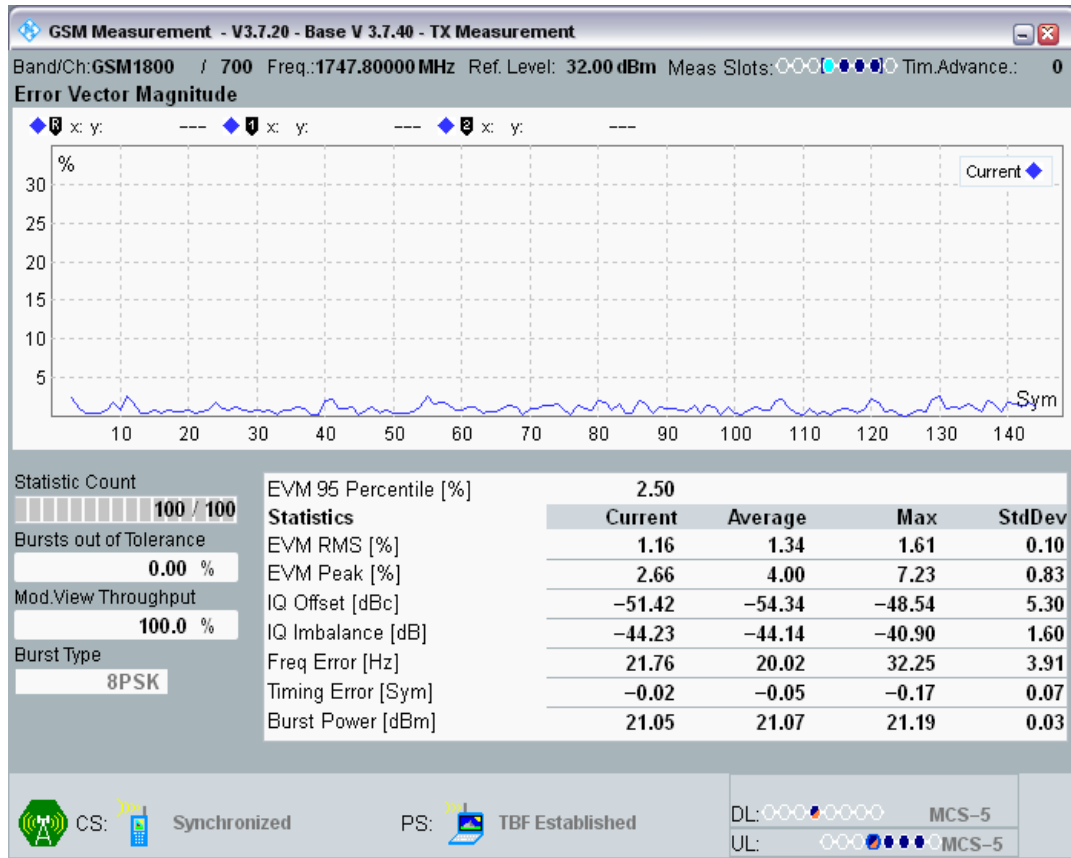 GSM Measurement - V3.7.20 - Base V 3.7.40 - TX Measurement
Band/Ch:GSM1800 / 700 Freq.:1747.80000 MHz Ref. Level: 32.00 dBm Meas Slots: Tim.Advance.: 0
Error Vector Magnitude
R x: y: --- 1 x: y: --- 2 x: y: ---
%
Current
30
25
20
15
10
5
Sym
10 20 30 40 50 60 70 80 90 100 110 120 130 140
Statistic Count
100 / 100
Bursts out of Tolerance
0.00 %
Mod.View Throughput
100.0 %
Burst Type
8PSK
EVM 95 Percentile [%] 2.50
Statistics Current Average Max StdDev
EVM RMS [%] 1.16 1.34 1.61 0.10
EVM Peak [%] 2.66 4.00 7.23 0.83
IQ Offset [dBc] −51.42 −54.34 −48.54 5.30
IQ Imbalance [dB] −44.23 −44.14 −40.90 1.60
Freq Error [Hz] 21.76 20.02 32.25 3.91
Timing Error [Sym] −0.02 −0.05 −0.17 0.07
Burst Power [dBm] 21.05 21.07 21.19 0.03
CS: Synchronized PS: TBF Established
DL: MCS−5
UL: MCS−5